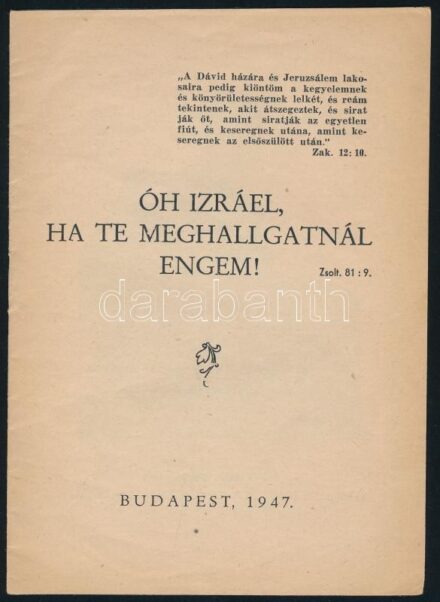 „A Dávid házára és Jeruzsálem lako-
saira pedig kiöntöm a kegyelemnek
és könyörületességnek lelkét, és reám
tekintenek, akit átszegeztek, és sirat
ják őt, amint siratják az egyetlen
fiút, és keseregnek utána, amint ke-
seregnek az elsőszülött után."
Zak. 12:10.
ÓH IZRÁEL,
HA TE MEGHALLGATNÁL
ENGEM!
Zsolt. 81 : 9.
darabanth
BUDAPEST, 1947.